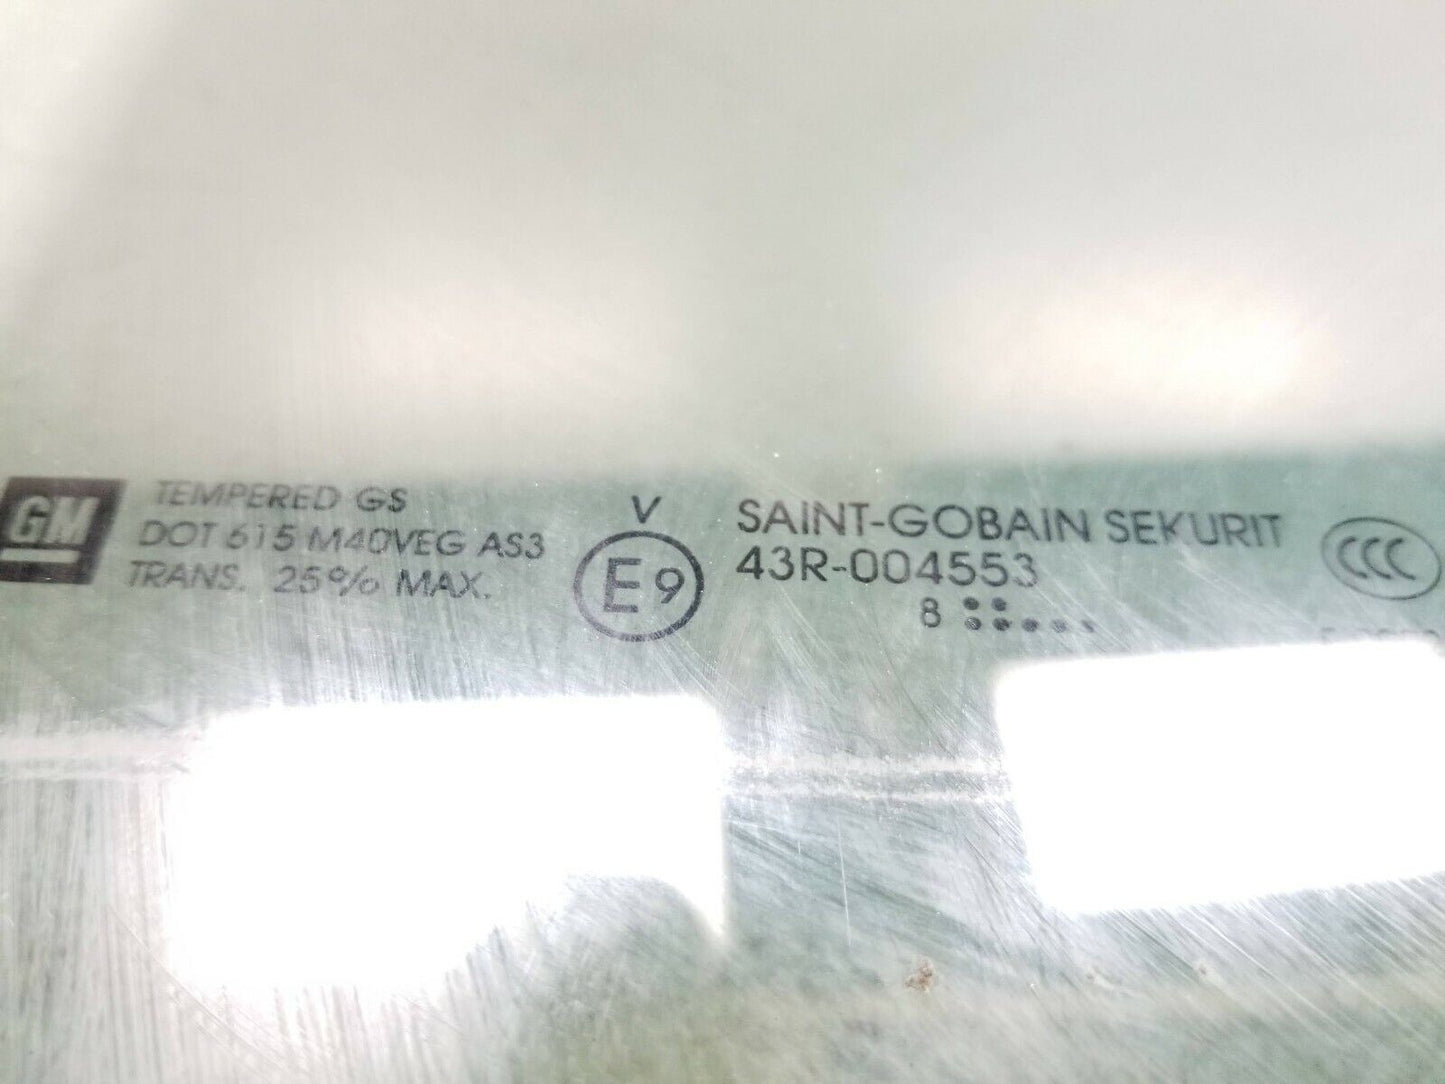 GM
TEMPERED GS
DOT 615 M40VEG AS3
TRANS. 25% MAX.
V
E9
SAINT-GOBAIN SEKURIT
43R-004553
8
CCC